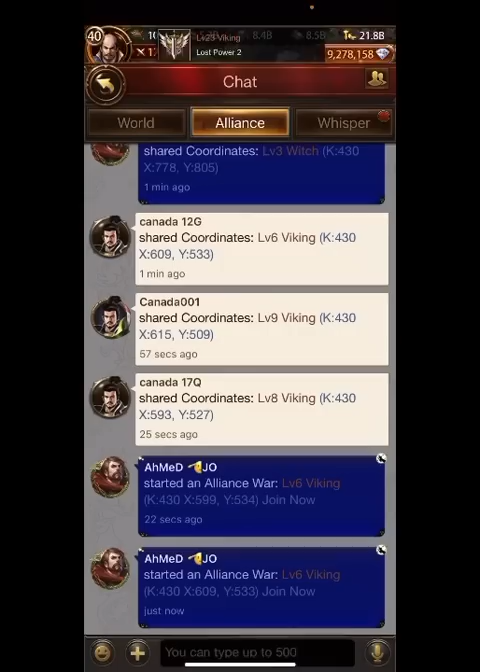 40
Lv23 Viking
8.4B
8.5B
21.8B
Lost Power 2
9,278,158
Chat
World
Alliance
Whisper
shared Coordinates: Lv3 Witch (K:430
X:778, Y:805)
1 min ago
canada 12G
shared Coordinates: Lv6 Viking (K:430
X:609, Y:533)
1 min ago
Canada001
shared Coordinates: Lv9 Viking (K:430
X:615, Y:509)
57 secs ago
canada 17Q
shared Coordinates: Lv8 Viking (K:430
X:593, Y:527)
25 secs ago
AhMeD JO
started an Alliance War: Lv6 Viking
(K:430 X:599, Y:534) Join Now
22 secs ago
AhMeD JO
started an Alliance War: Lv6 Viking
(K:430 X:609, Y:533) Join Now
just now
You can type up to 500